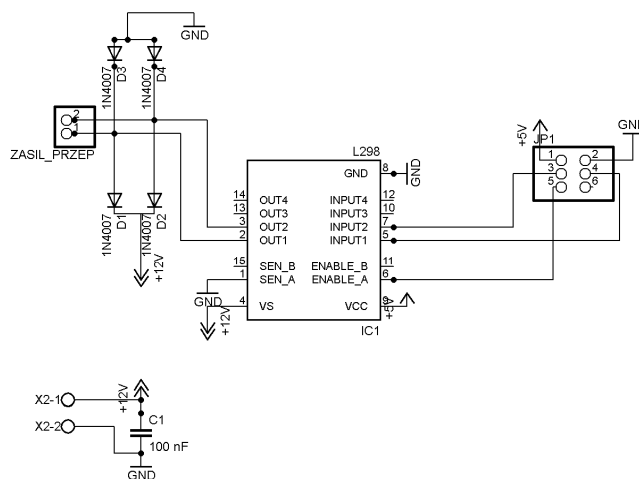 GND
1N4007
D3
1N4007
D4
2
1
ZASIL_PRZEP
1N4007
D1
1N4007
D2
+12V
L298
GND 8
GND
14 OUT4
13 OUT3
3 OUT2
2 OUT1
15 SEN_B
1 SEN_A
4 VS
INPUT4 12
INPUT3 10
INPUT2 7
INPUT1 5
ENABLE_B 11
ENABLE_A 6
VCC 9
+5V
IC1
GND
+12V
+5V
JP1
GND
1 2
3 4
5 6
X2-1
X2-2
+12V
C1
100 nF
GND